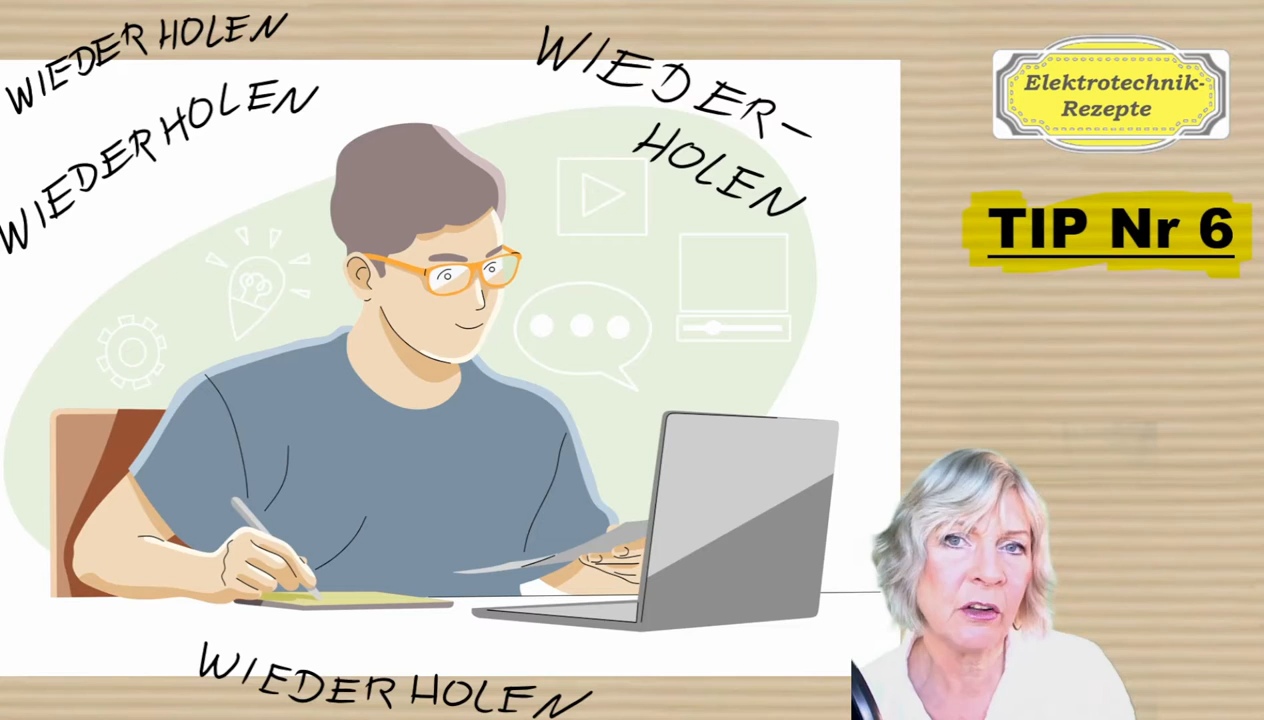 WIEDERHOLEN
WIEDERHOLEN
WIEDER-
HOLEN
Elektrotechnik-
Rezepte
TIP Nr 6
WIEDERHOLEN